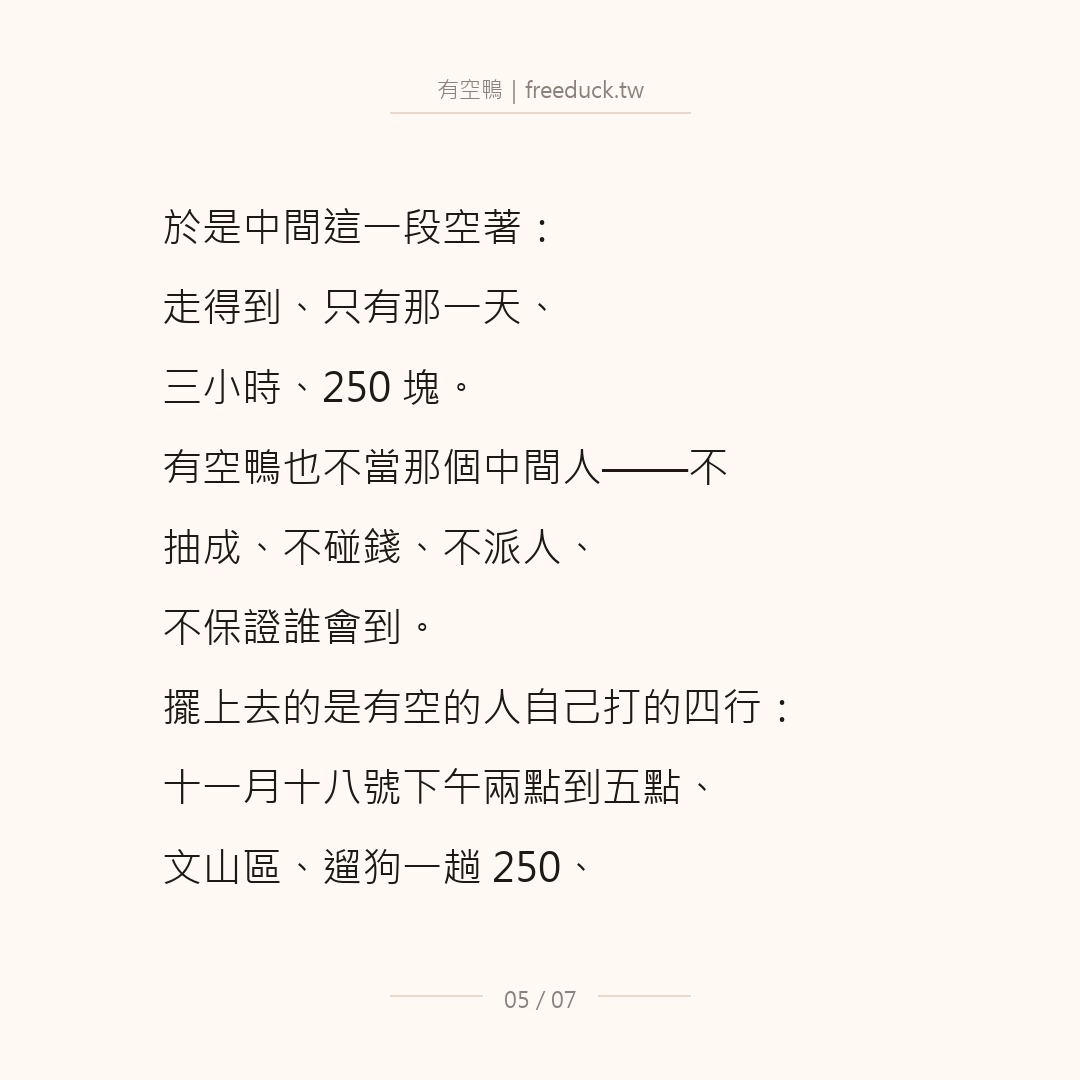 有空鴨 | freeduck.tw
於是中間這一段空著：
走得到、只有那一天、
三小時、250 塊。
有空鴨也不當那個中間人——不
抽成、不碰錢、不派人、
不保證誰會到。
擺上去的是有空的人自己打的四行：
十一月十八號下午兩點到五點、
文山區、遛狗一趟 250、
05 / 07